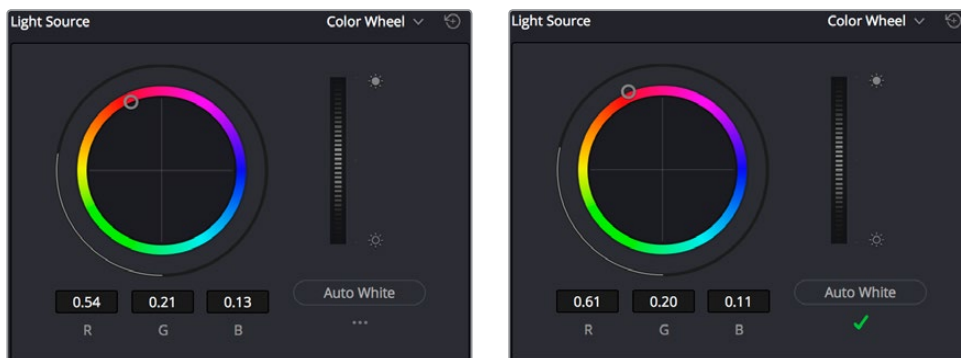 Light Source Color Wheel
0.54 0.21 0.13
R G B
Auto White
Light Source Color Wheel
0.61 0.20 0.11
R G B
Auto White